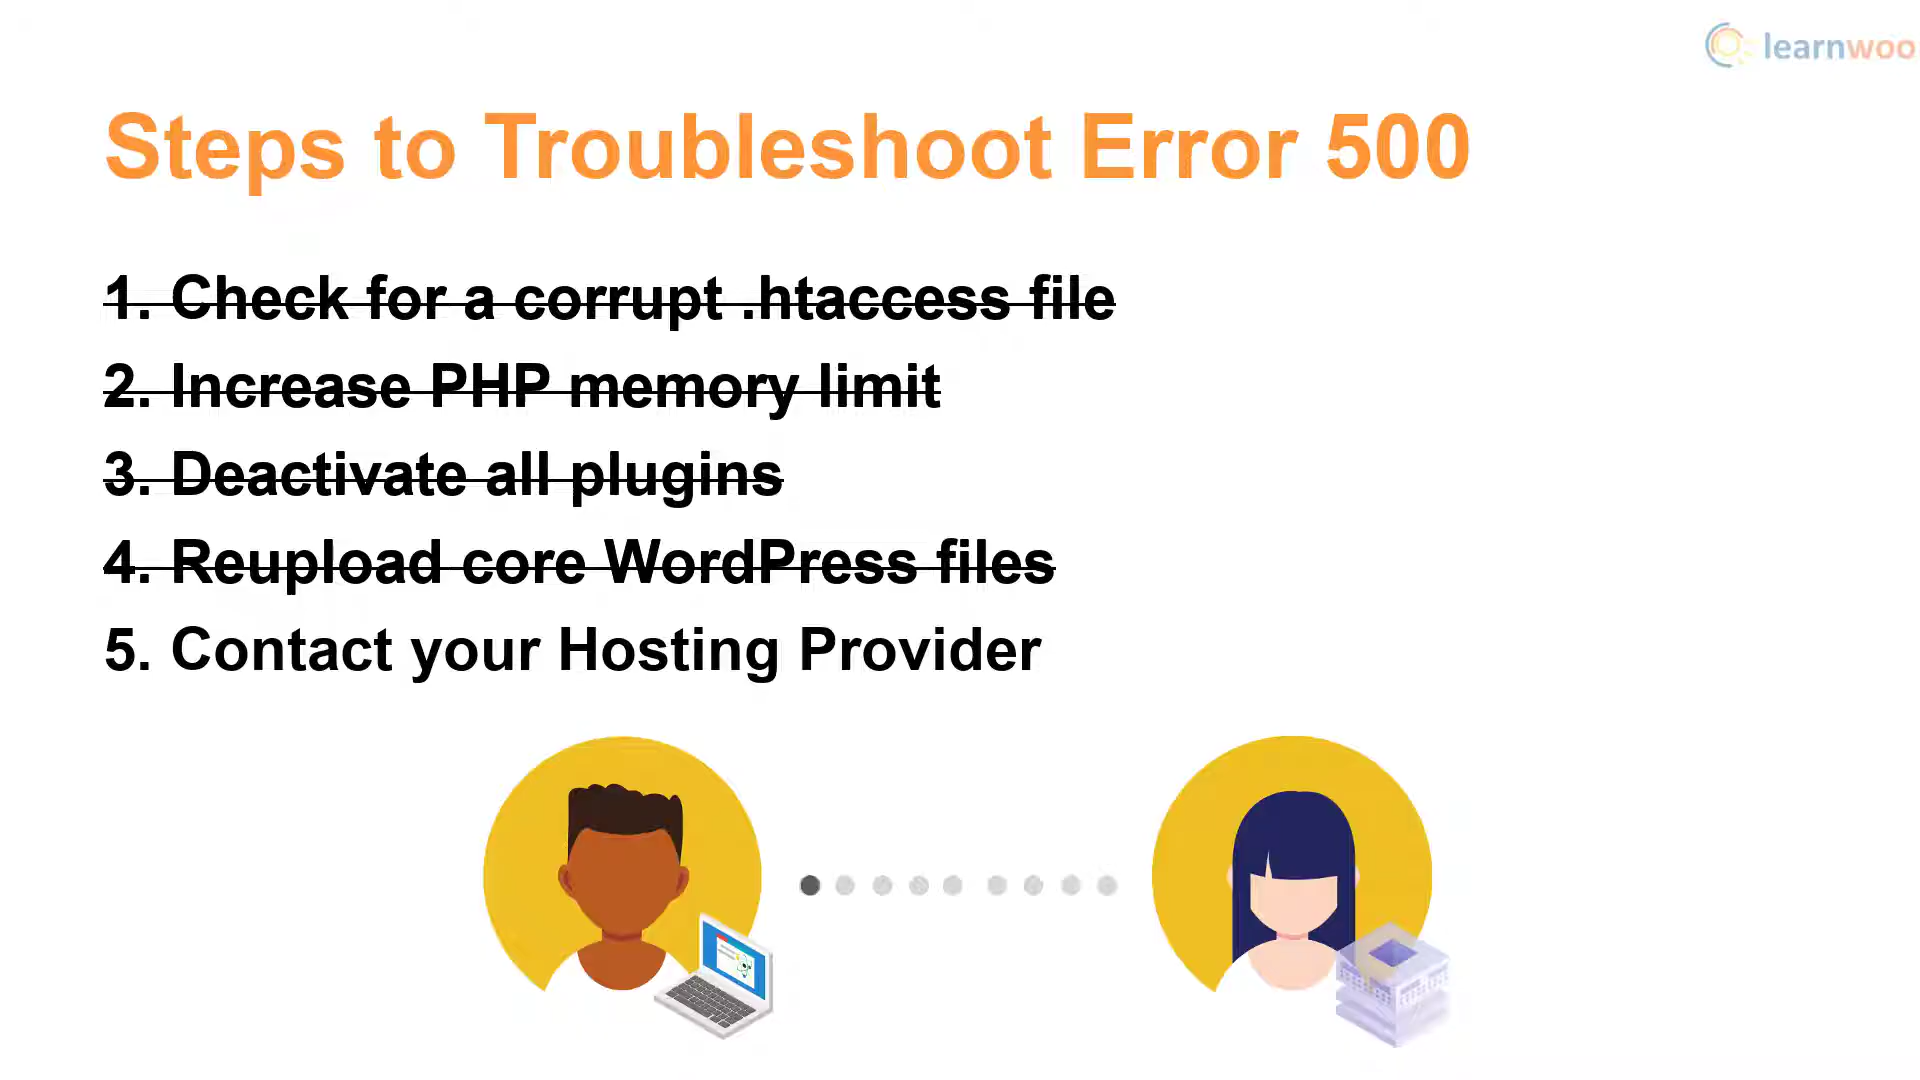 learnwoo
Steps to Troubleshoot Error 500
1. Check for a corrupt .htaccess file
2. Increase PHP memory limit
3. Deactivate all plugins
4. Reupload core WordPress files
5. Contact your Hosting Provider